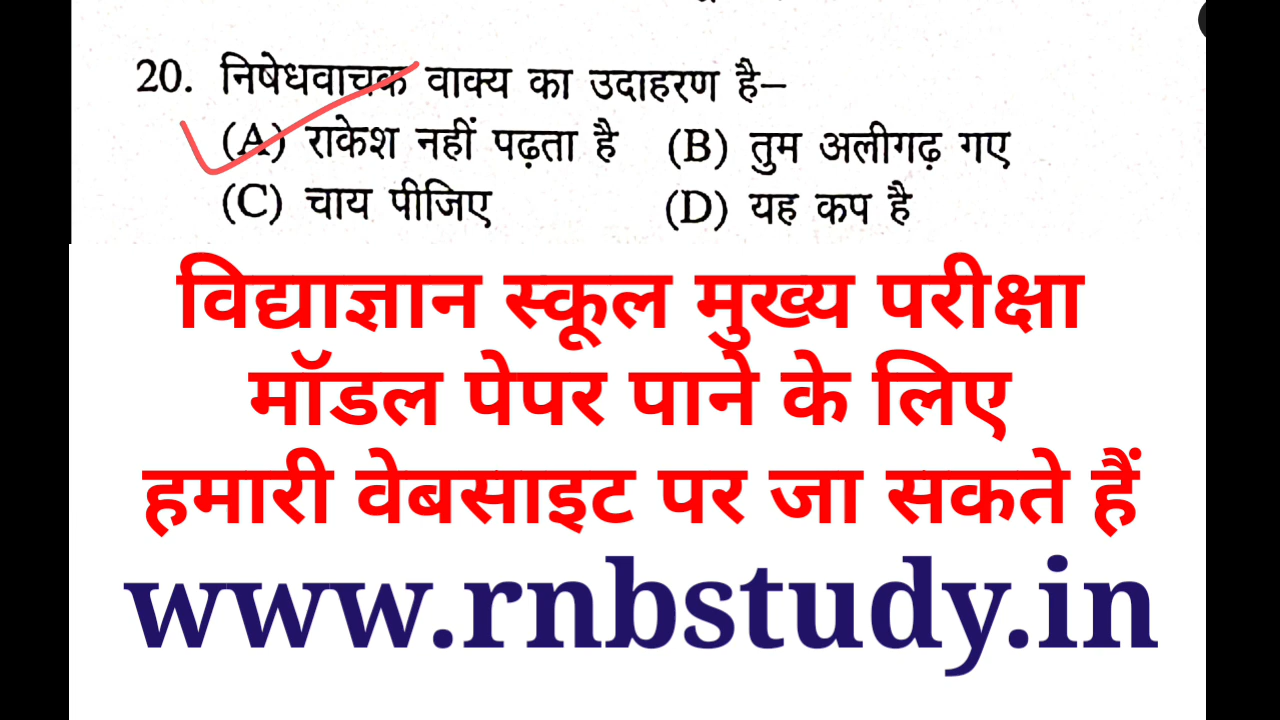 20. निषेधवाचक वाक्य का उदाहरण है–
(A) राकेश नहीं पढ़ता है (B) तुम अलीगढ़ गए
(C) चाय पीजिए (D) यह कप है
विद्याज्ञान स्कूल मुख्य परीक्षा
मॉडल पेपर पाने के लिए
हमारी वेबसाइट पर जा सकते हैं
www.rnbstudy.in